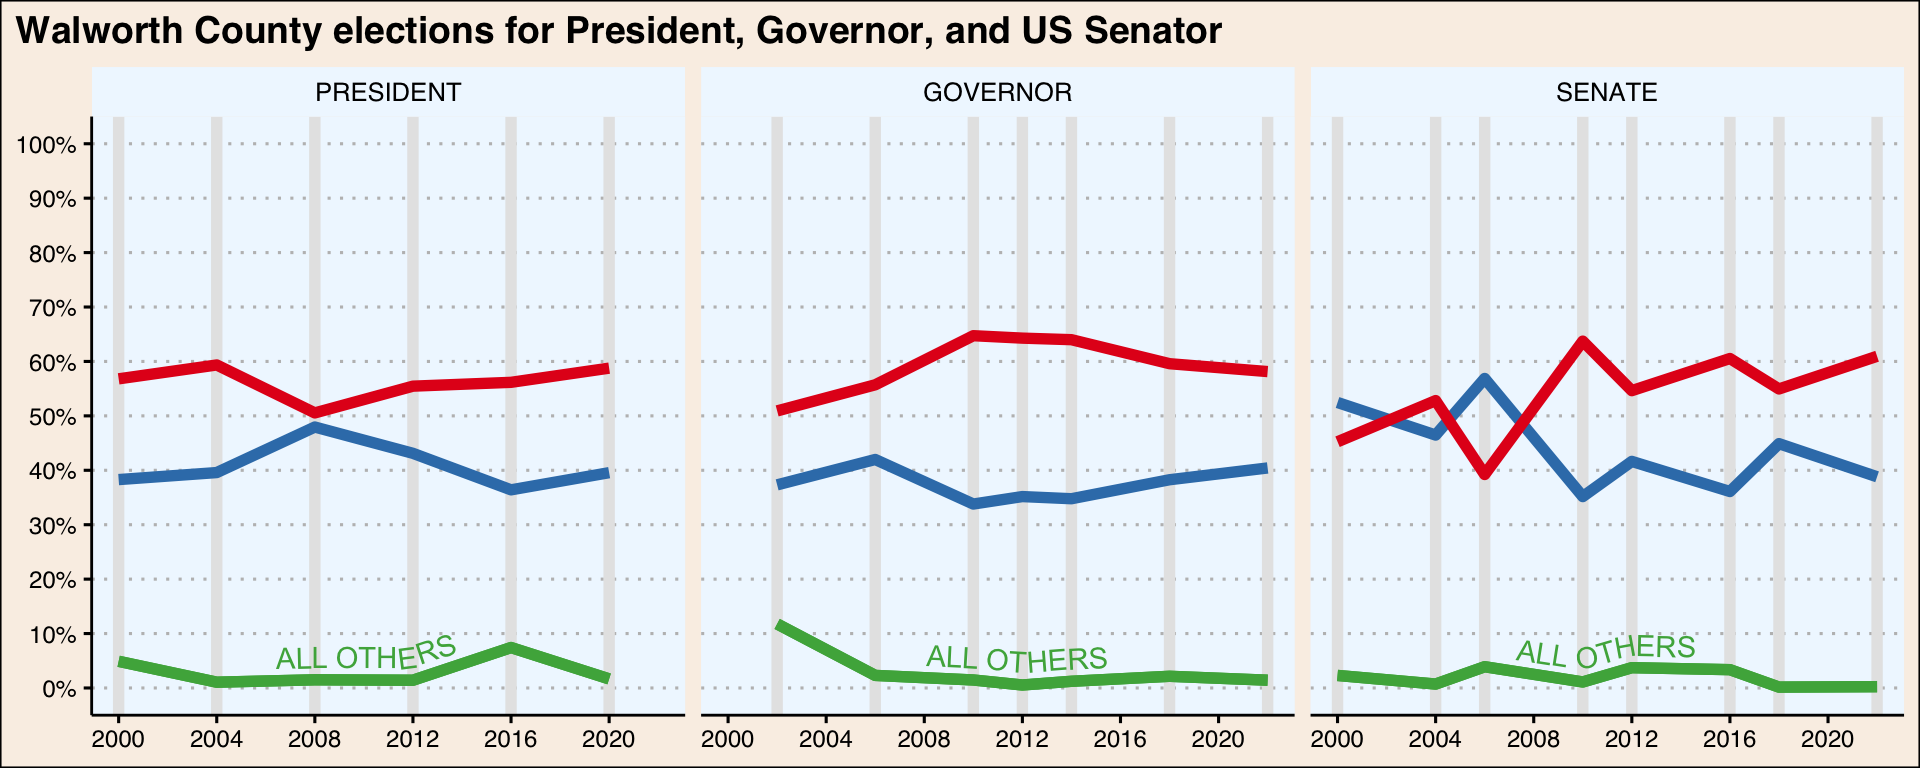 Walworth County elections for President, Governor, and US Senator
PRESIDENT
GOVERNOR
SENATE
100%
90%
80%
70%
60%
50%
40%
30%
20%
10%
0%
ALL OTHERS
ALL OTHERS
ALL OTHERS
2000 2004 2008 2012 2016 2020
2000 2004 2008 2012 2016 2020
2000 2004 2008 2012 2016 2020